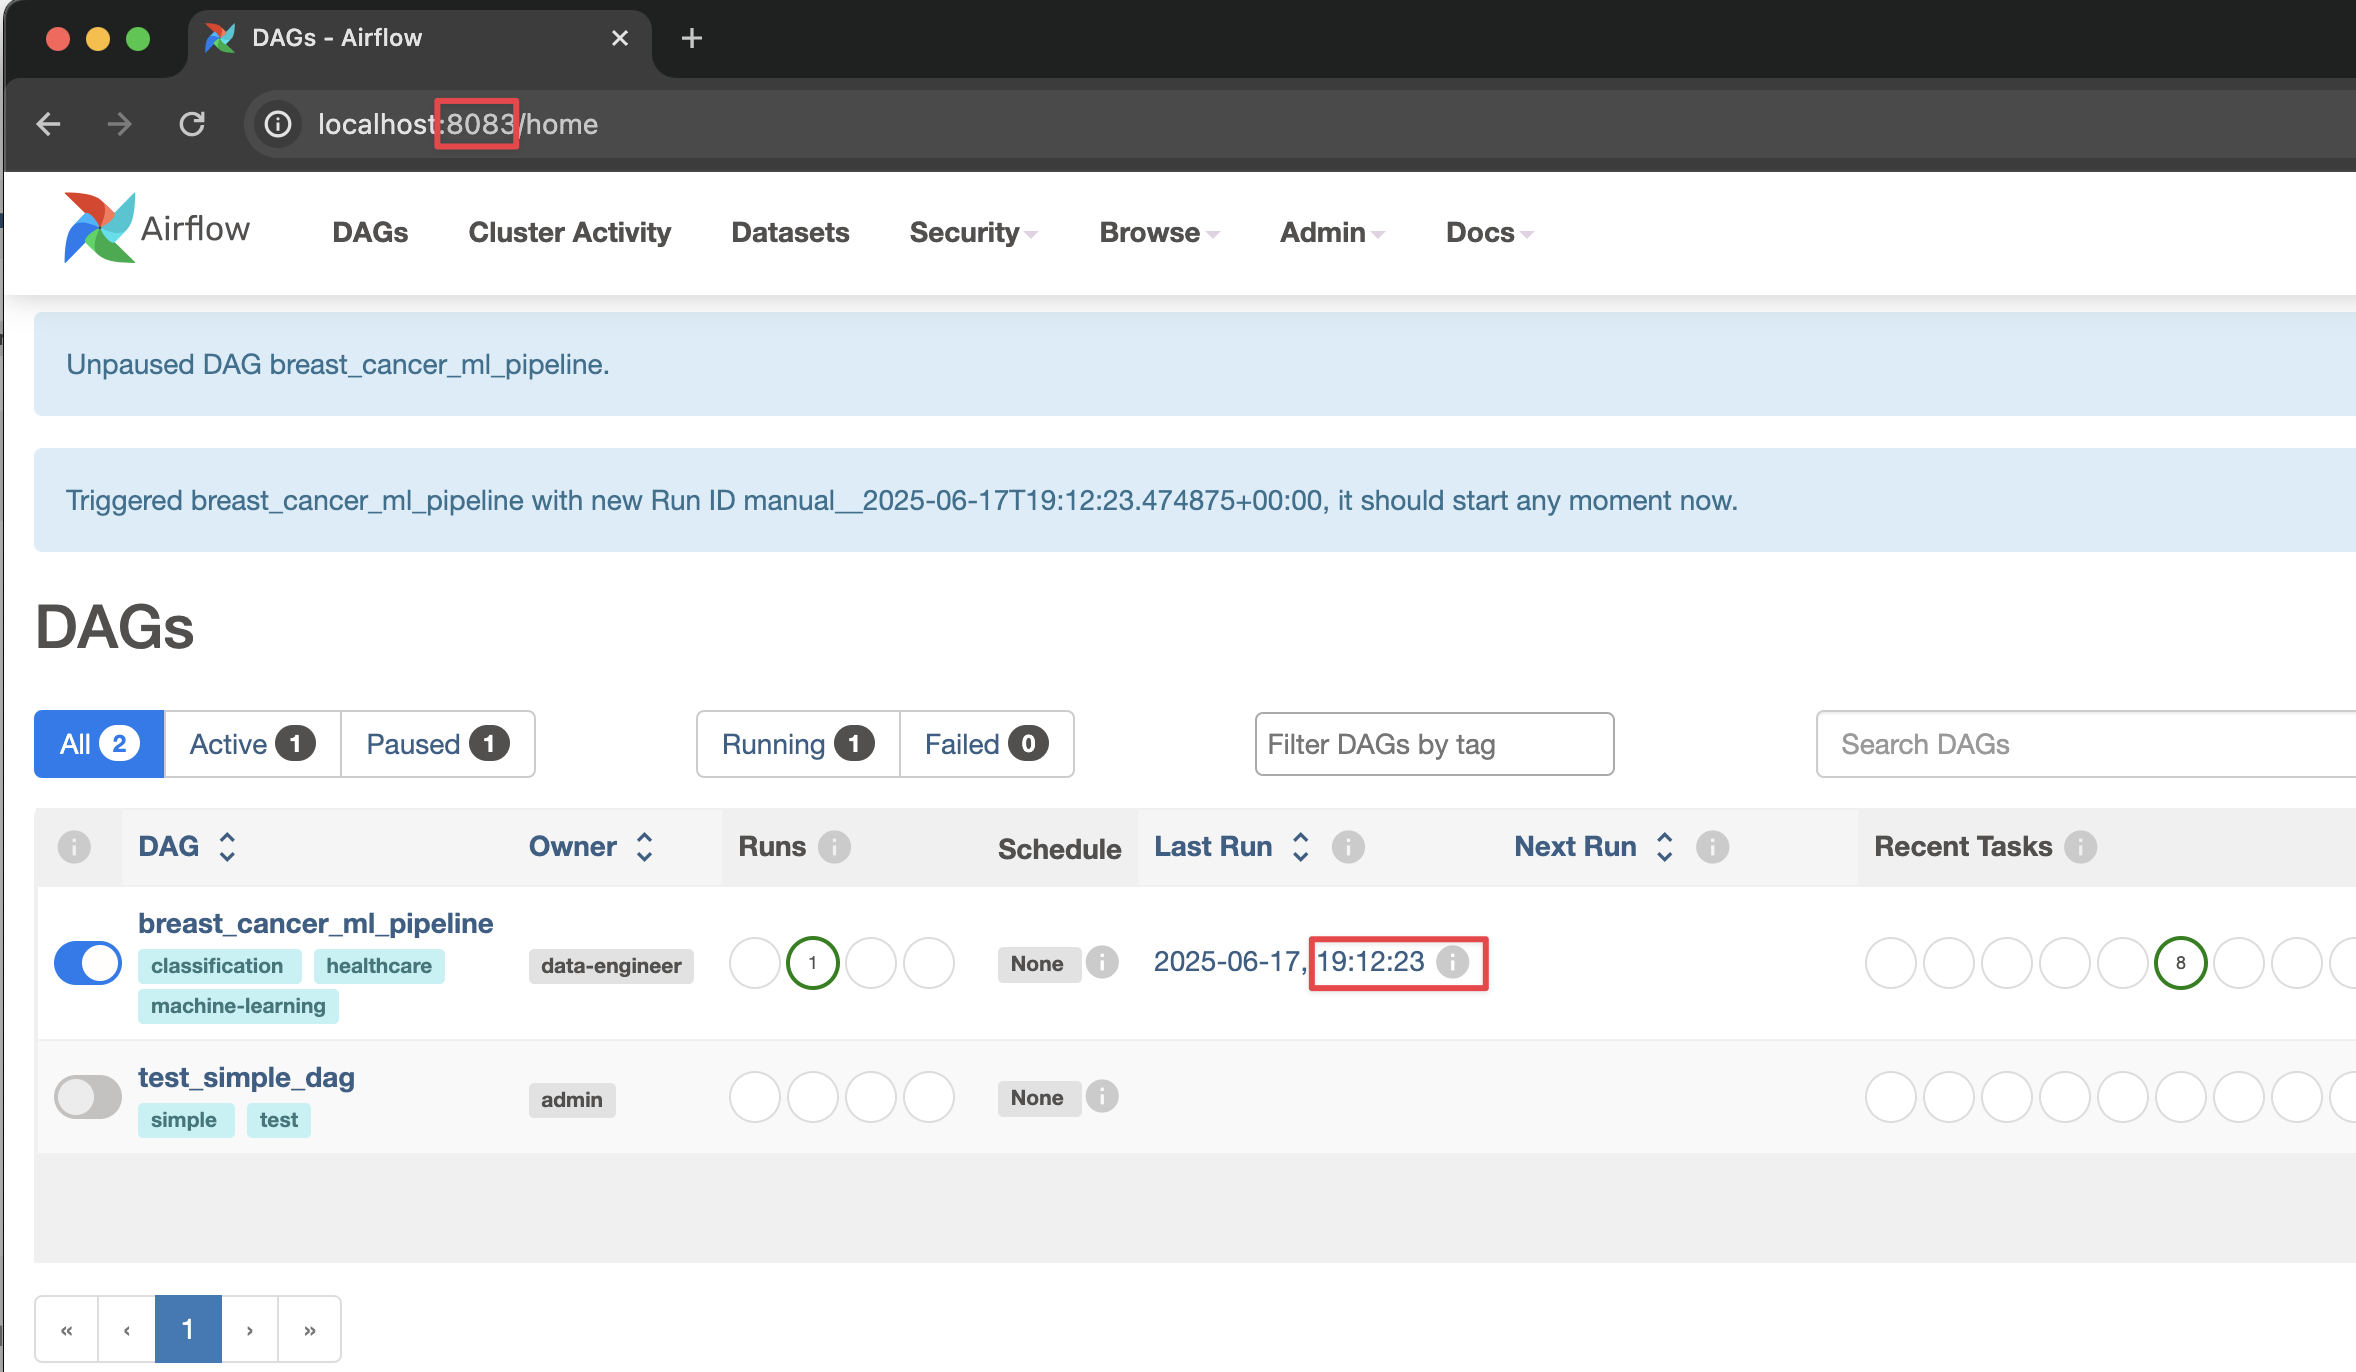 DAGs - Airflow
localhost:8083/home
Airflow DAGs Cluster Activity Datasets Security Browse Admin Docs
Unpaused DAG breast_cancer_ml_pipeline.
Triggered breast_cancer_ml_pipeline with new Run ID manual__2025-06-17T19:12:23.474875+00:00, it should start any moment now.
DAGs
All 2 Active 1 Paused 1 Running 1 Failed 0 Filter DAGs by tag Search DAGs
DAG Owner Runs Schedule Last Run Next Run Recent Tasks
breast_cancer_ml_pipeline
classification healthcare data-engineer 1 None 2025-06-17, 19:12:23 8
machine-learning
test_simple_dag
simple test admin None
« ‹ 1 › »